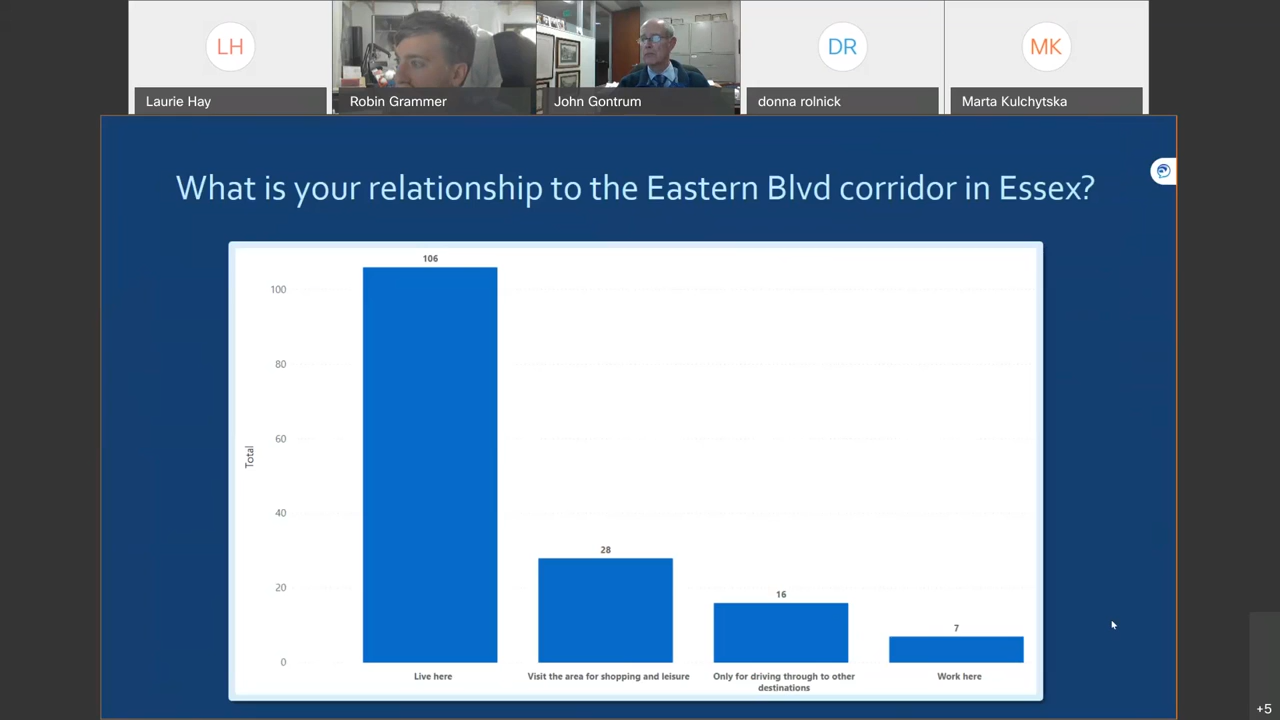 LH
DR
MK
Laurie Hay
Robin Grammer
John Gontrum
donna rolnick
Marta Kulchytska
What is your relationship to the Eastern Blvd corridor in Essex?
106
100
80
60
Total
40
28
20
16
7
0
Live here
Visit the area for shopping and leisure
Only for driving through to other
destinations
Work here
+5